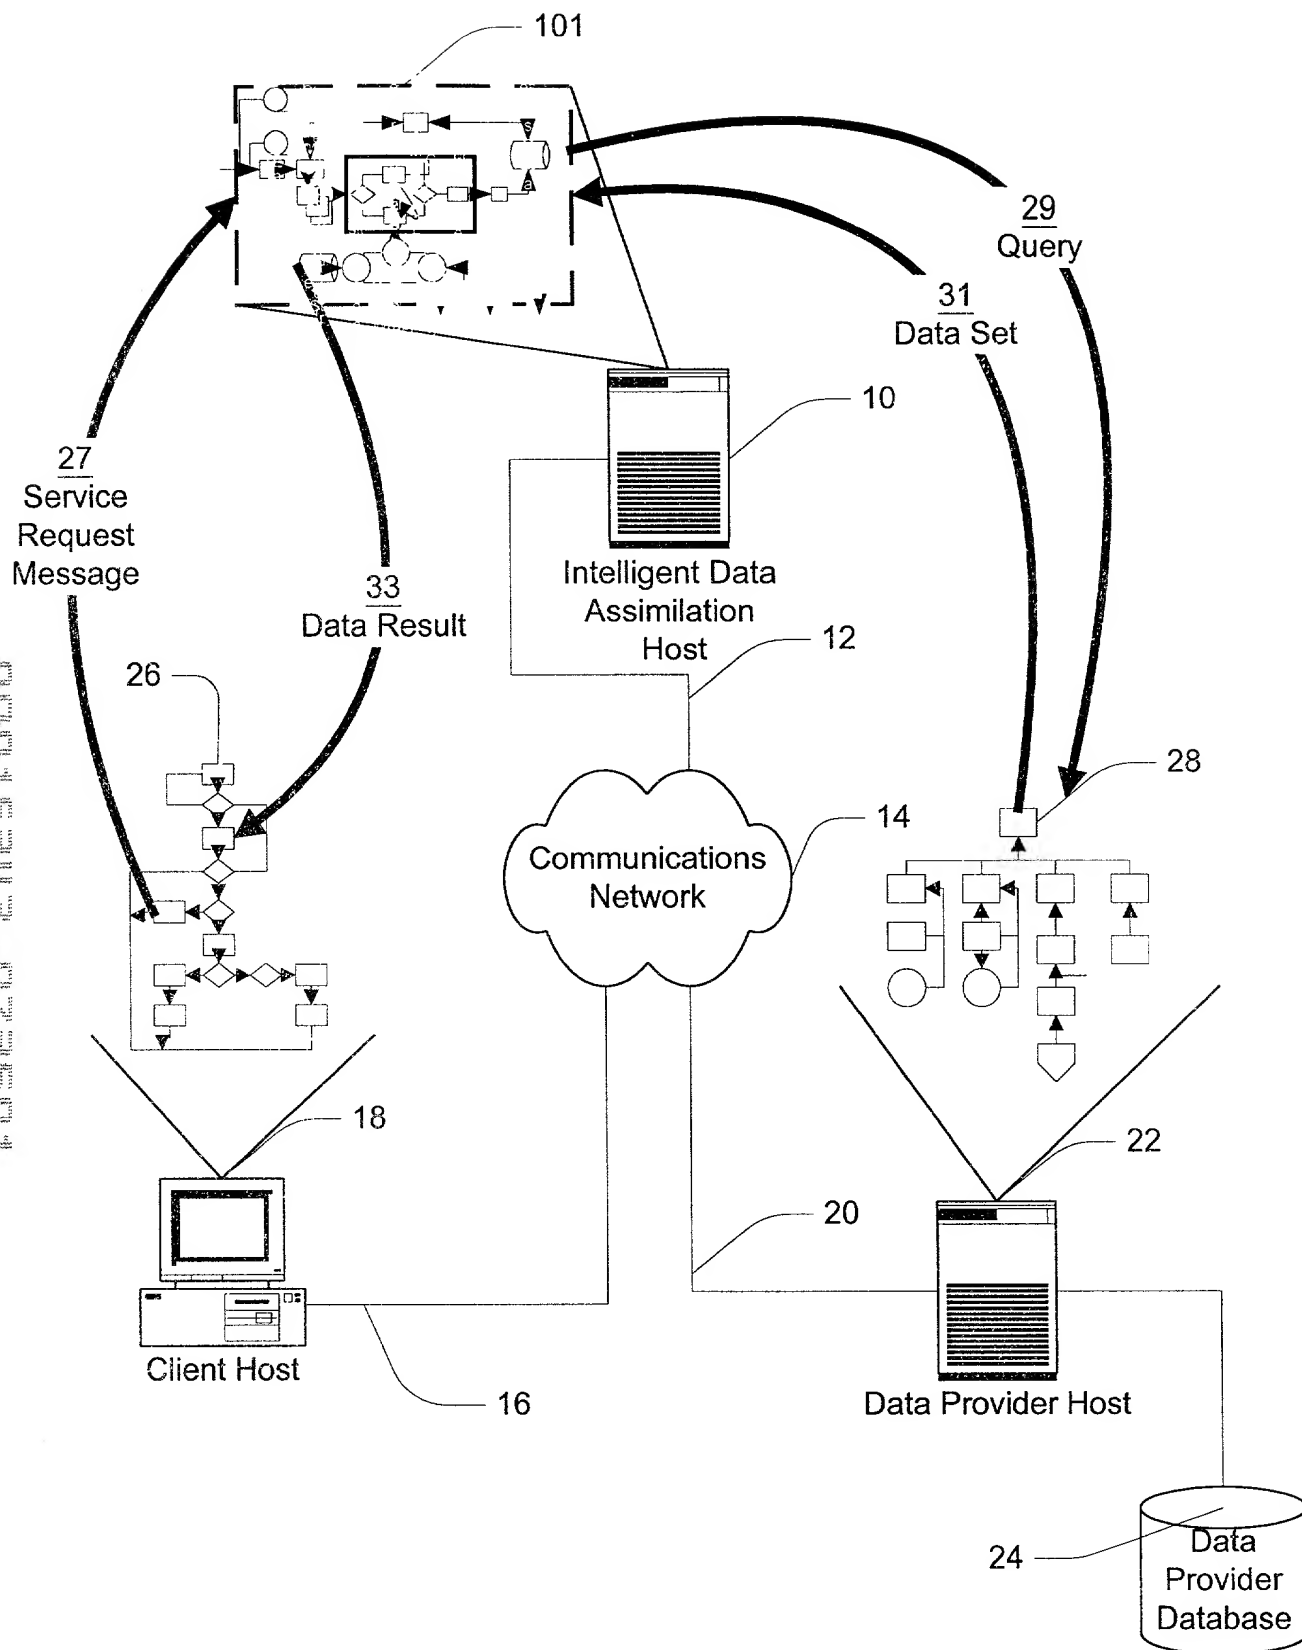 101
29
Query
31
Data Set
10
27
Service
Request
Message
Intelligent Data
Assimilation
Host
33
Data Result
12
26
28
14
Communications
Network
18
22
20
Client Host
16
Data Provider Host
24
Data
Provider
Database